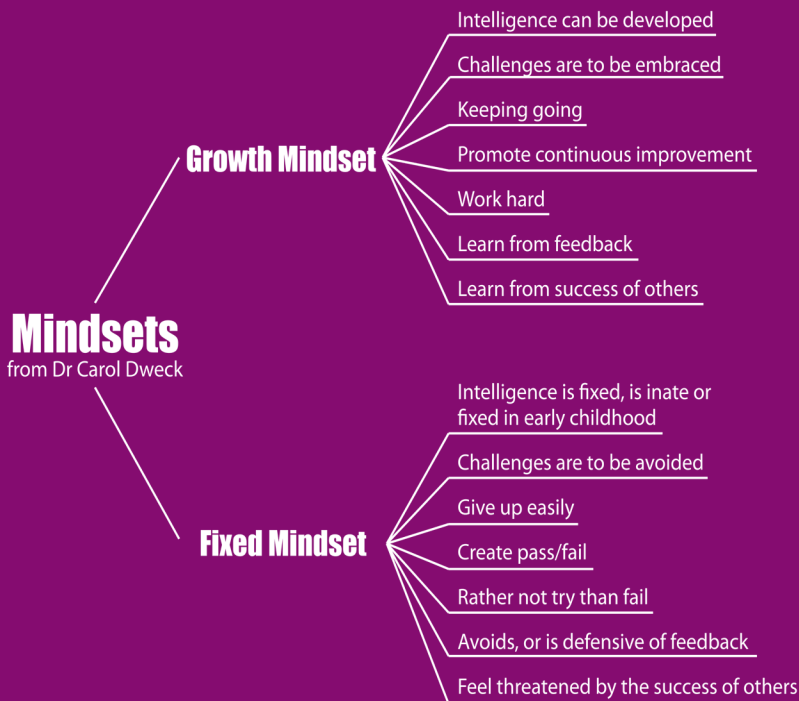 Intelligence can be developed
Challenges are to be embraced
Keeping going
Growth Mindset
Promote continuous improvement
Work hard
Learn from feedback
Learn from success of others
Mindsets
from Dr Carol Dweck
Intelligence is fixed, is inate or
fixed in early childhood
Challenges are to be avoided
Give up easily
Fixed Mindset
Create pass/fail
Rather not try than fail
Avoids, or is defensive of feedback
Feel threatened by the success of others